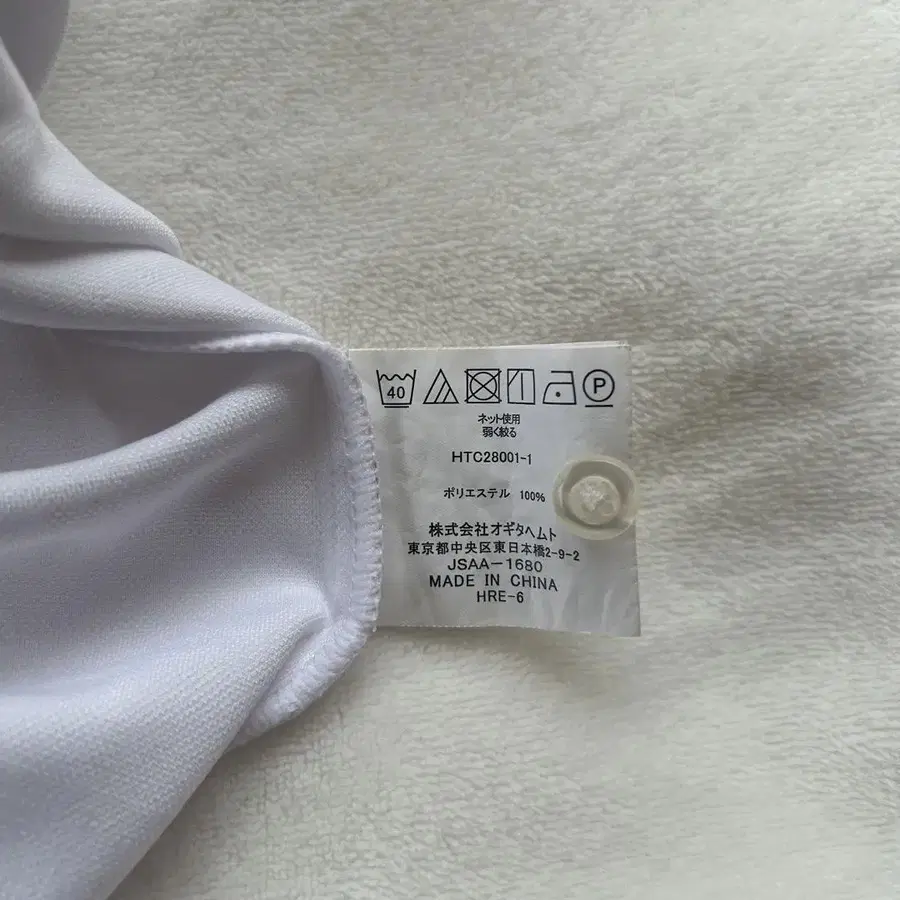 40 P
ネット使用
弱く絞る
HTC28001-1
ポリエステル 100%
株式会社オギタヘムト
東京都中央区東日本橋2-9-2
JSAA-1680
MADE IN CHINA
HRE-6